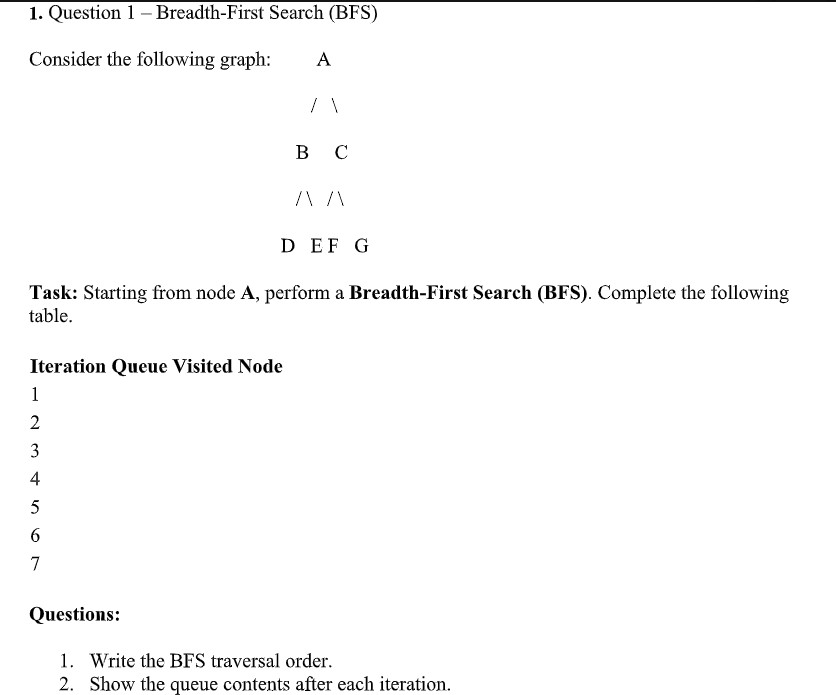 1. Question 1 – Breadth-First Search (BFS)
Consider the following graph: A
/ \
B C
/\ /\
D E F G
Task: Starting from node A, perform a Breadth-First Search (BFS). Complete the following
table.
Iteration Queue Visited Node
1
2
3
4
5
6
7
Questions:
1. Write the BFS traversal order.
2. Show the queue contents after each iteration.